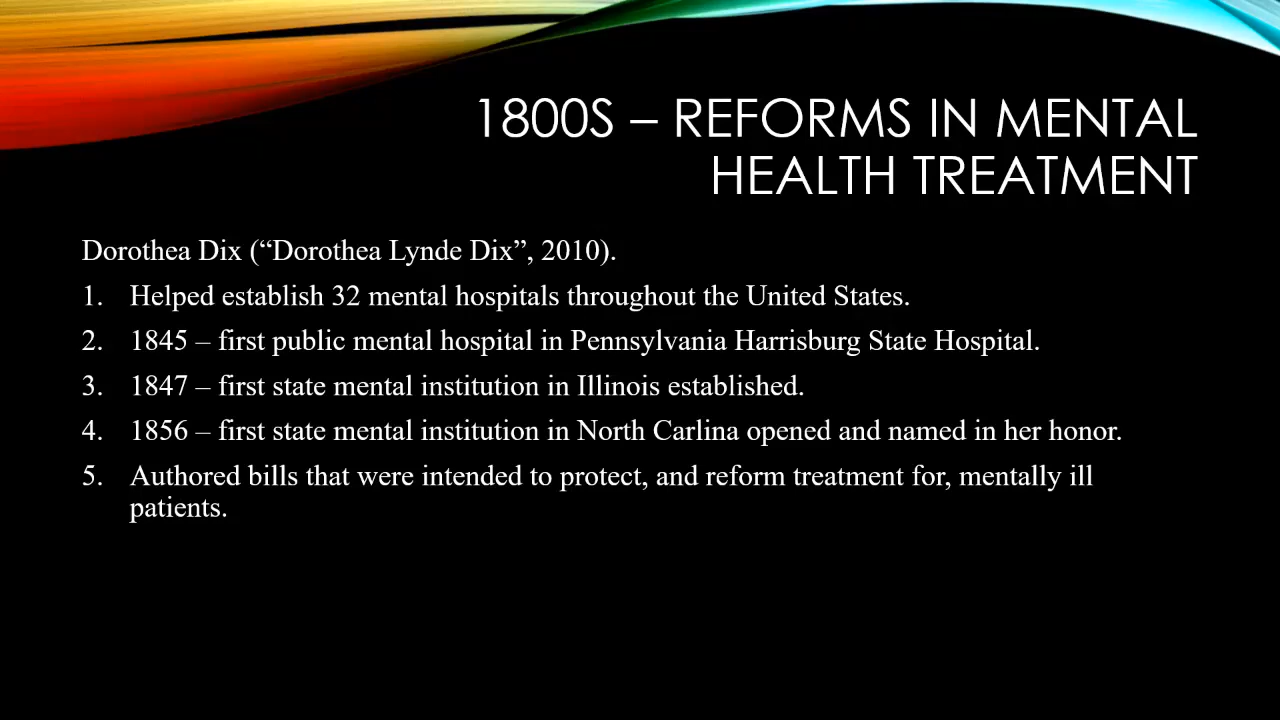 1800S – REFORMS IN MENTAL
HEALTH TREATMENT
Dorothea Dix (“Dorothea Lynde Dix”, 2010).
1. Helped establish 32 mental hospitals throughout the United States.
2. 1845 – first public mental hospital in Pennsylvania Harrisburg State Hospital.
3. 1847 – first state mental institution in Illinois established.
4. 1856 – first state mental institution in North Carlina opened and named in her honor.
5. Authored bills that were intended to protect, and reform treatment for, mentally ill
patients.